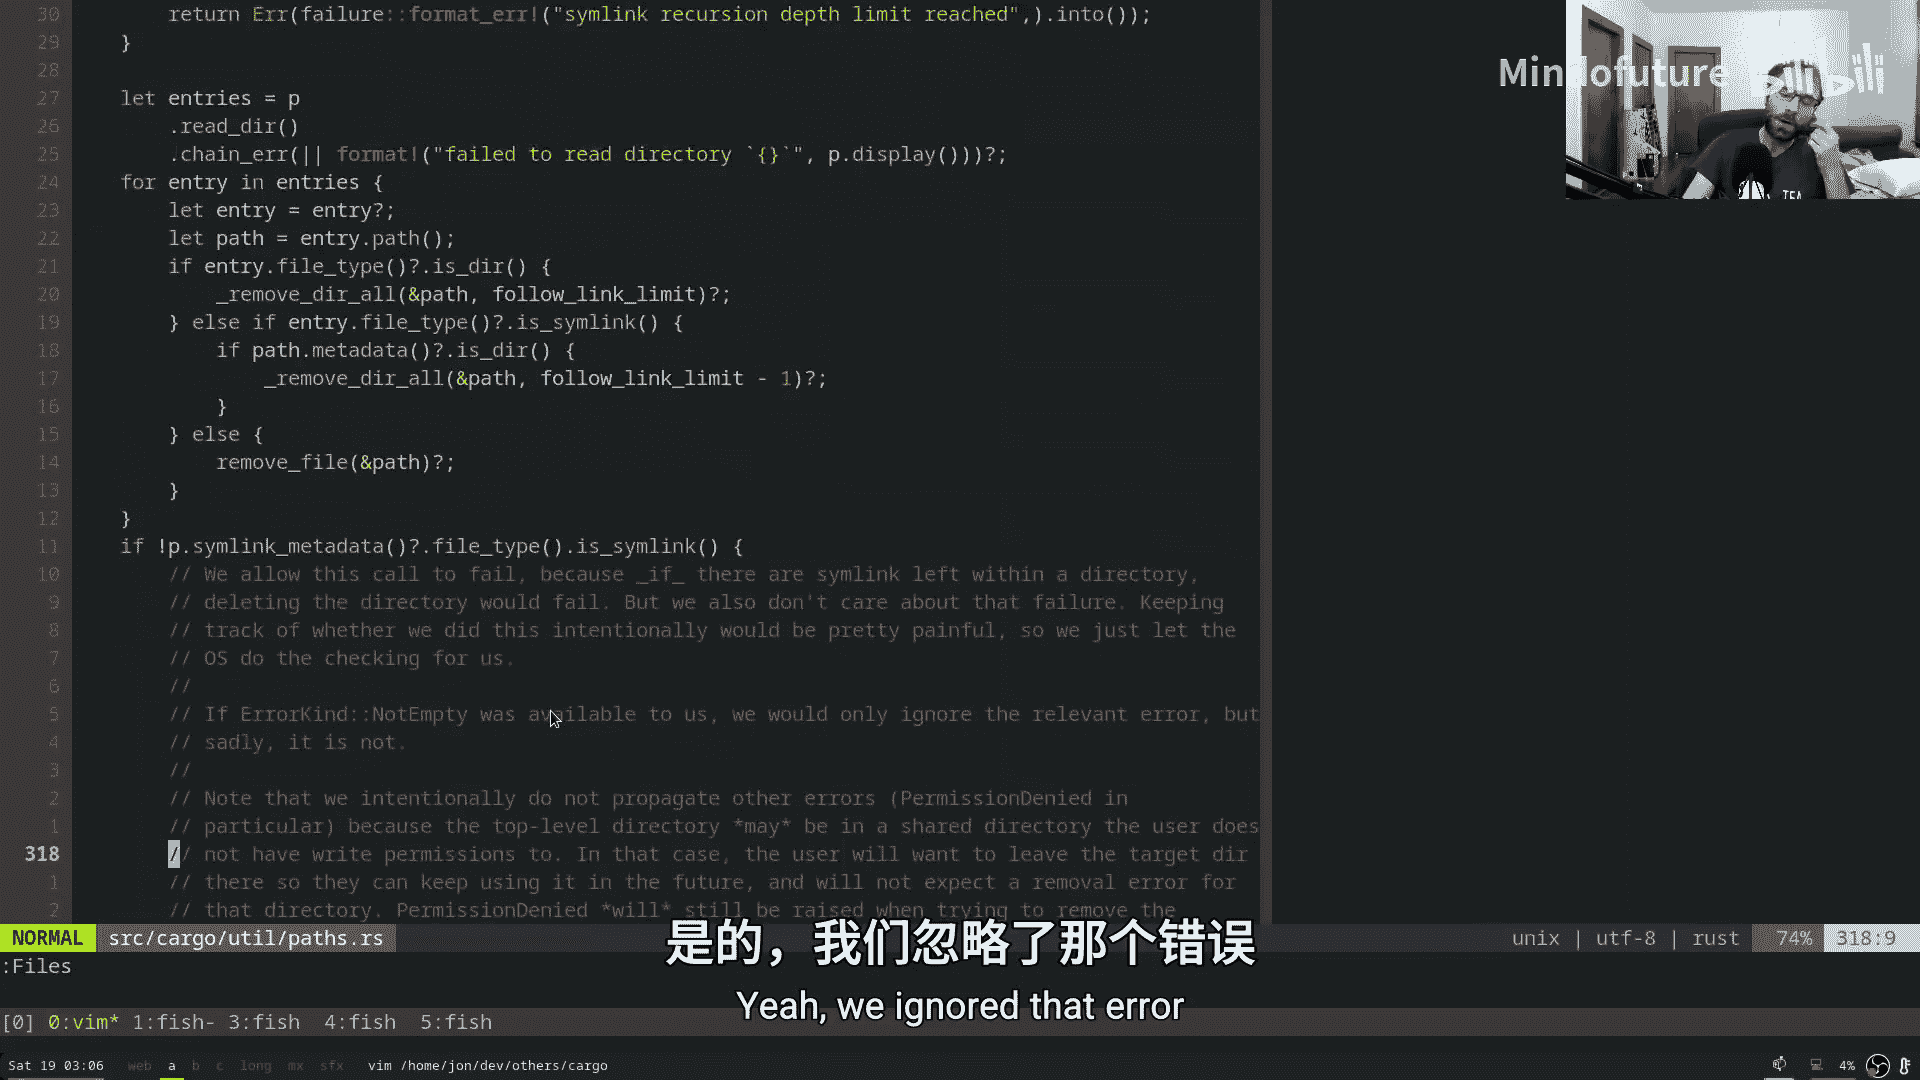 30 return Err(failure::format_err!("symlink recursion depth limit reached",).into());
29 }
28
27 let entries = p
26 .read_dir()
25 .chain_err(|| format!("failed to read directory `{}`", p.display()))?;
24 for entry in entries {
23 let entry = entry?;
22 let path = entry.path();
21 if entry.file_type()?.is_dir() {
20 _remove_dir_all(&path, follow_link_limit)?;
19 } else if entry.file_type()?.is_symlink() {
18 if path.metadata()?.is_dir() {
17 _remove_dir_all(&path, follow_link_limit - 1)?;
16 }
15 } else {
14 remove_file(&path)?;
13 }
12 }
11 if !p.symlink_metadata()?.file_type().is_symlink() {
10 // We allow this call to fail, because _if_ there are symlink left within a directory,
9 // deleting the directory would fail. But we also don't care about that failure. Keeping
8 // track of whether we did this intentionally would be pretty painful, so we just let the
7 // OS do the checking for us.
6 //
5 // If ErrorKind::NotEmpty was available to us, we would only ignore the relevant error, but
4 // sadly, it is not.
3 //
2 // Note that we intentionally do not propagate other errors (PermissionDenied in
1 // particular) because the top-level directory *may* be in a shared directory the user does
318 // not have write permissions to. In that case, the user will want to leave the target dir
1 // there so they can keep using it in the future, and will not expect a removal error for
2 // that directory. PermissionDenied *will* still be raised when trying to remove the
Mindofuture bilibili
TEA
NORMAL src/cargo/util/paths.rs unix | utf-8 | rust 74% 318:9
:Files
是的，我们忽略了那个错误
Yeah, we ignored that error
[0] 0:vim* 1:fish- 3:fish 4:fish 5:fish
Sat 19 03:06 web a b c long mx sfx vim /home/jon/dev/others/cargo 4%